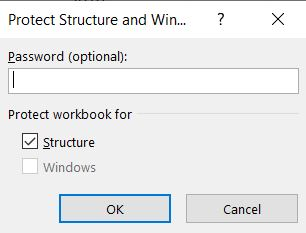 Protect Structure and Win... ? ×
Password (optional):
Protect workbook for
Structure
Windows
OK Cancel